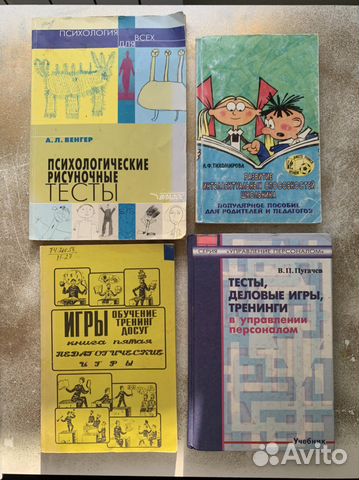 ПСИХОЛОГИЯ ДЛЯ ВСЕХ
А. Л. ВЕНГЕР
ПСИХОЛОГИЧЕСКИЕ
РИСУНОЧНЫЕ
ТЕСТЫ
Л.Ф.ТИХОМИРОВА
РАЗВИТИЕ
ИНТЕЛЛЕКТУАЛЬНЫХ СПОСОБНОСТЕЙ
ШКОЛЬНИКА
ПОПУЛЯРНОЕ ПОСОБИЕ
ДЛЯ РОДИТЕЛЕЙ И ПЕДАГОГОВ
ИГРЫ
ОБУЧЕНИЕ
ТРЕНИНГ
ДОСУГ
книга пятая
ПЕДАГОГИЧЕСКИЕ
ИГРЫ
СЕРИЯ «УПРАВЛЕНИЕ ПЕРСОНАЛОМ»
В. П. Пугачев
ТЕСТЫ,
ДЕЛОВЫЕ ИГРЫ,
ТРЕНИНГИ
в управлении
персоналом
Учебник
Avito